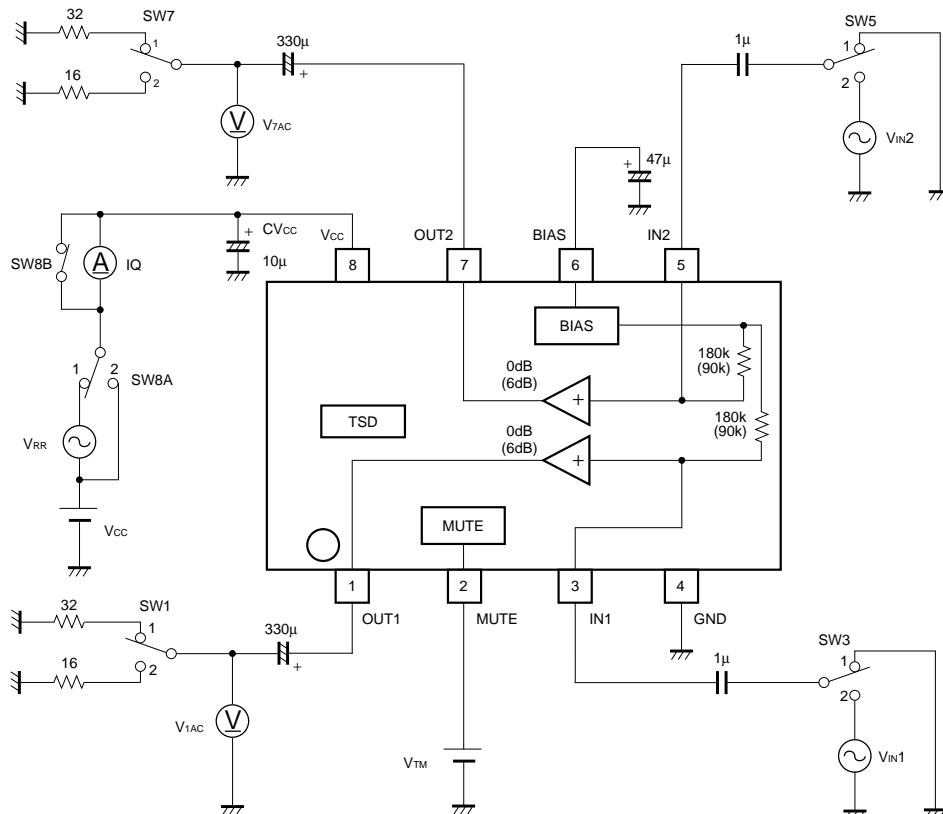 32
SW7
1
2
16
330μ
+
V7AC
1μ
SW5
1
2
VIN2
47μ
+
SW8B
A
IQ
+
CVCC
10μ
VCC
8
OUT2
7
BIAS
6
IN2
5
BIAS
180k
(90k)
180k
(90k)
0dB
(6dB)
+
0dB
(6dB)
+
TSD
MUTE
1
2
SW8A
VRR
VCC
1
OUT1
2
MUTE
3
IN1
4
GND
32
SW1
1
2
16
330μ
+
V
V1AC
VTM
1μ
SW3
1
2
VIN1
V